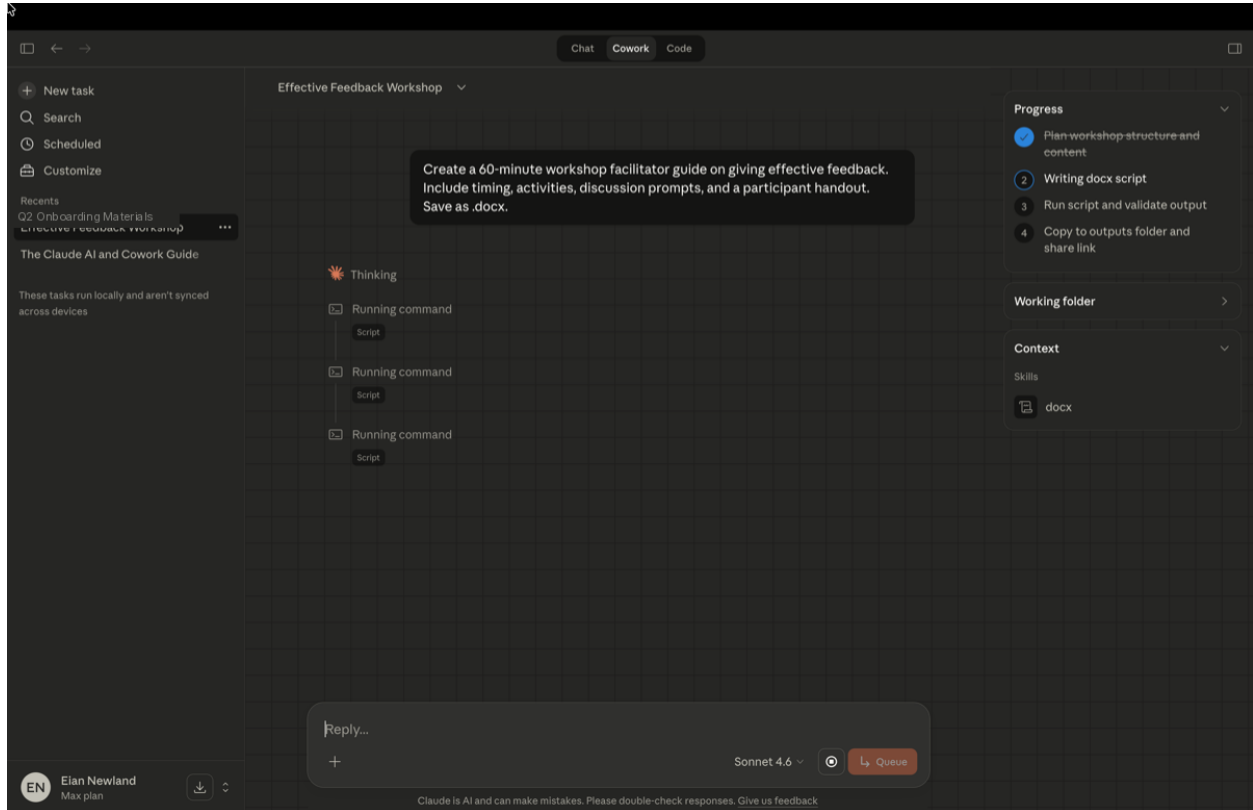 Chat Cowork Code
New task
Search
Scheduled
Customize
Recents
Q2 Onboarding Materials
Effective Feedback Workshop
The Claude AI and Cowork Guide
These tasks run locally and aren't synced
across devices
EN
Eian Newland
Max plan
Effective Feedback Workshop
Create a 60-minute workshop facilitator guide on giving effective feedback.
Include timing, activities, discussion prompts, and a participant handout.
Save as .docx.
Thinking
Running command
Script
Running command
Script
Running command
Script
Reply...
Sonnet 4.6
Queue
Claude is AI and can make mistakes. Please double-check responses. Give us feedback
Progress
Plan workshop structure and
content
2 Writing docx script
3 Run script and validate output
4 Copy to outputs folder and
share link
Working folder
Context
Skills
docx